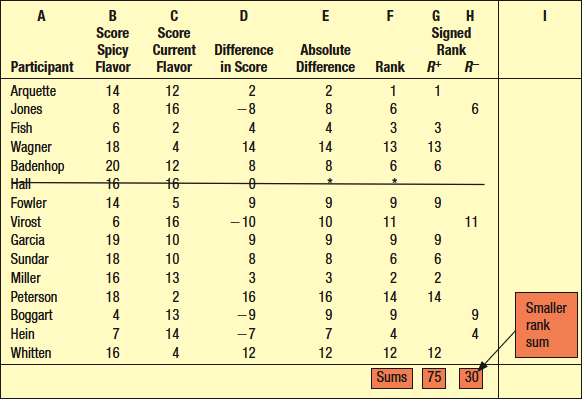 A B C D E F G H I
Score Score Signed
Spicy Current Difference Absolute Rank
Participant Flavor Flavor in Score Difference Rank R+ R−
Arquette 14 12 2 2 1 1
Jones 8 16 −8 8 6 6
Fish 6 2 4 4 3 3
Wagner 18 4 14 14 13 13
Badenhop 20 12 8 8 6 6
Hall 16 16 0 * *
Fowler 14 5 9 9 9 9
Virost 6 16 −10 10 11 11
Garcia 19 10 9 9 9 9
Sundar 18 10 8 8 6 6
Miller 16 13 3 3 2 2
Peterson 18 2 16 16 14 14
Boggart 4 13 −9 9 9 9
Hein 7 14 −7 7 4 4
Whitten 16 4 12 12 12 12
Sums 75 30
Smaller
rank
sum